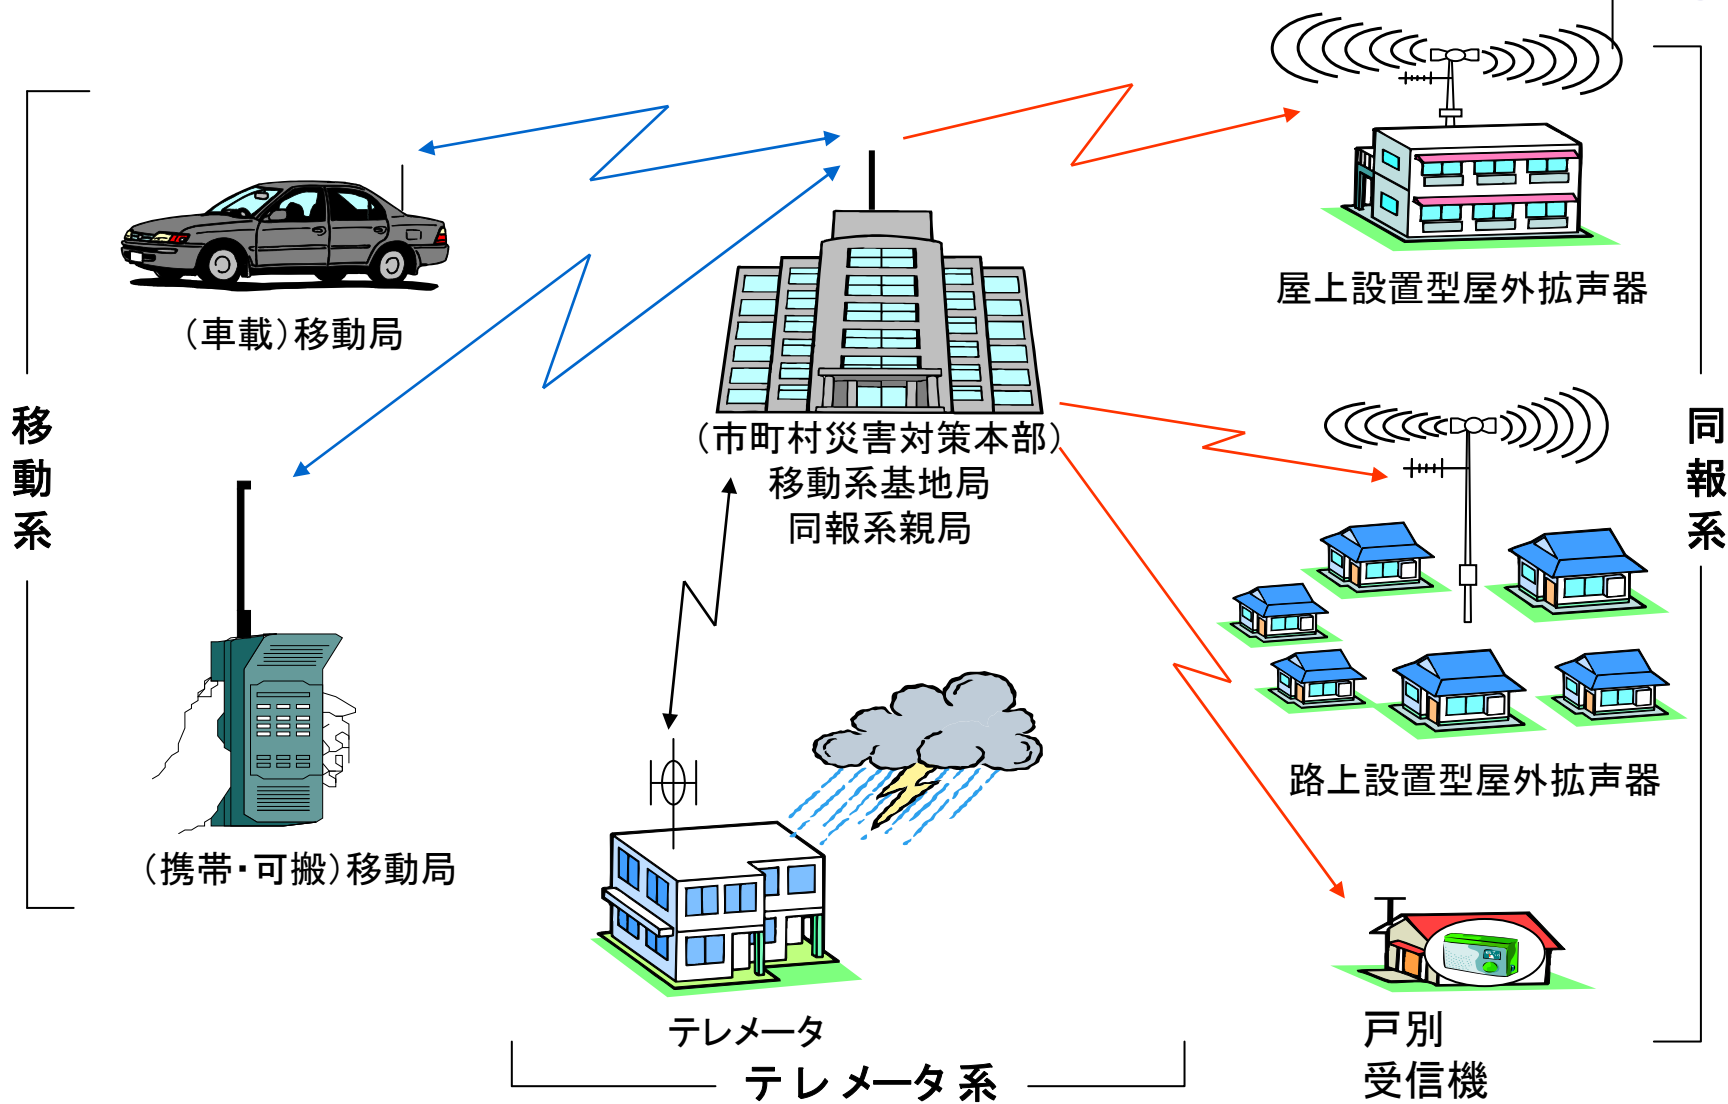 屋上設置型屋外拡声器
(車載)移動局
移動系
(市町村災害対策本部)
移動系基地局
同報系親局
同報系
路上設置型屋外拡声器
(携帯・可搬)移動局
テレメータ
テレメータ系
戸別
受信機